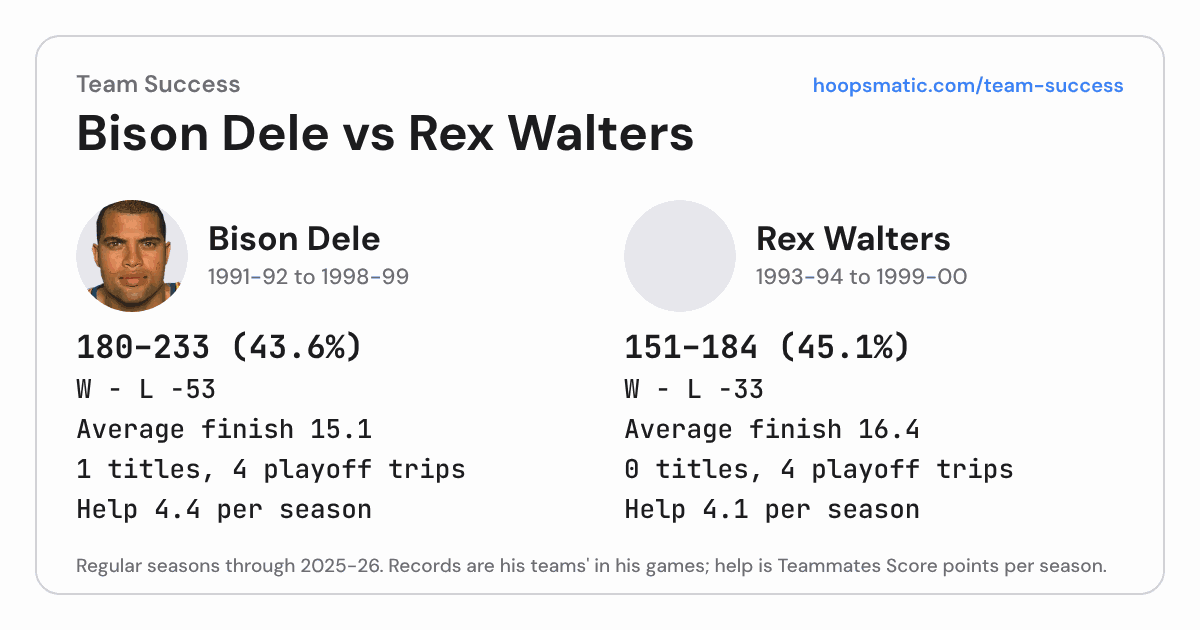 Team Success
hoopsmatic.com/team-success
Bison Dele vs Rex Walters
Bison Dele
1991-92 to 1998-99
180-233 (43.6%)
W - L -53
Average finish 15.1
1 titles, 4 playoff trips
Help 4.4 per season
Rex Walters
1993-94 to 1999-00
151-184 (45.1%)
W - L -33
Average finish 16.4
0 titles, 4 playoff trips
Help 4.1 per season
Regular seasons through 2025-26. Records are his teams' in his games; help is Teammates Score points per season.